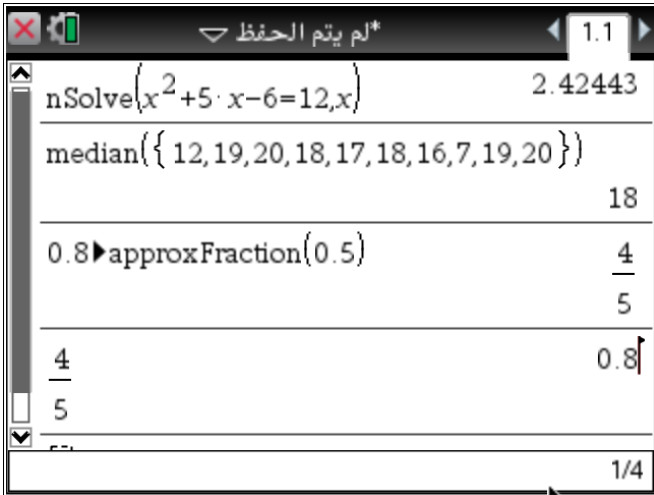 *لم يتم الحفظ
1.1
nSolve(x²+5·x−6=12,x) 2.42443
median({12,19,20,18,17,18,16,7,19,20})
18
0.8▶approxFraction(0.5) 4/5
4/5 0.8
1/4